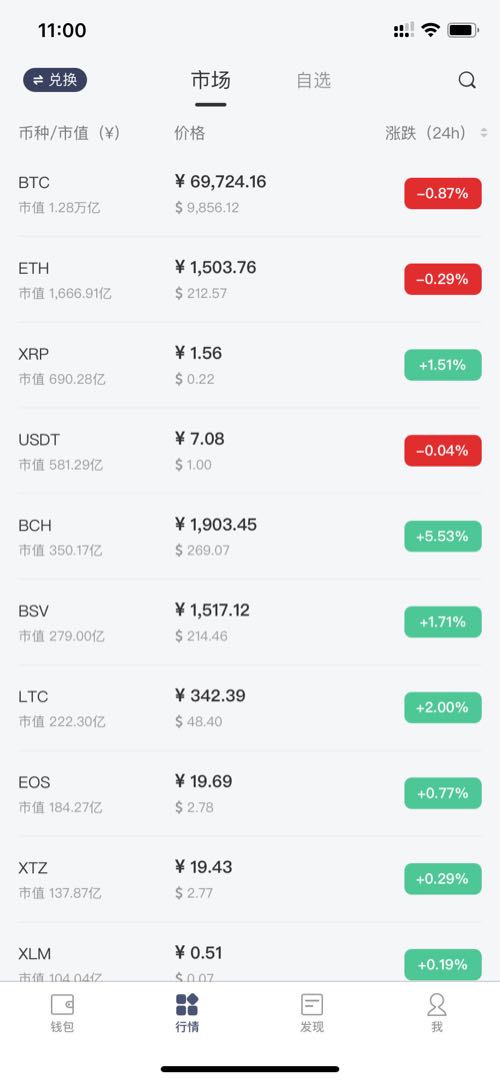 11:00
兑换
市场
自选
币种/市值（¥）
价格
涨跌（24h）
BTC
¥ 69,724.16
市值 1.28万亿
$ 9,856.12
-0.87%
ETH
¥ 1,503.76
市值 1,666.91亿
$ 212.57
-0.29%
XRP
¥ 1.56
市值 690.28亿
$ 0.22
+1.51%
USDT
¥ 7.08
市值 581.29亿
$ 1.00
-0.04%
BCH
¥ 1,903.45
市值 350.17亿
$ 269.07
+5.53%
BSV
¥ 1,517.12
市值 279.00亿
$ 214.46
+1.71%
LTC
¥ 342.39
市值 222.30亿
$ 48.40
+2.00%
EOS
¥ 19.69
市值 184.27亿
$ 2.78
+0.77%
XTZ
¥ 19.43
市值 137.87亿
$ 2.77
+0.29%
XLM
¥ 0.51
市值 104.04亿
$ 0.07
+0.19%
钱包
行情
发现
我